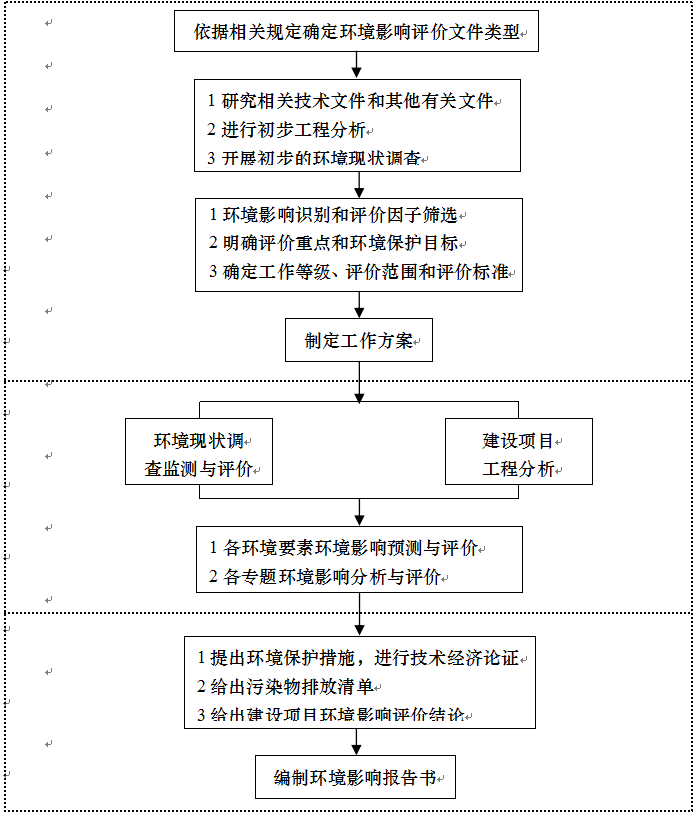 依据相关规定确定环境影响评价文件类型
1 研究相关技术文件和其他有关文件
2 进行初步工程分析
3 开展初步的环境现状调查
1 环境影响识别和评价因子筛选
2 明确评价重点和环境保护目标
3 确定工作等级、评价范围和评价标准
制定工作方案
环境现状调
查监测与评价
建设项目
工程分析
1 各环境要素环境影响预测与评价
2 各专题环境影响分析与评价
1 提出环境保护措施，进行技术经济论证
2 给出污染物排放清单
3 给出建设项目环境影响评价结论
编制环境影响报告书